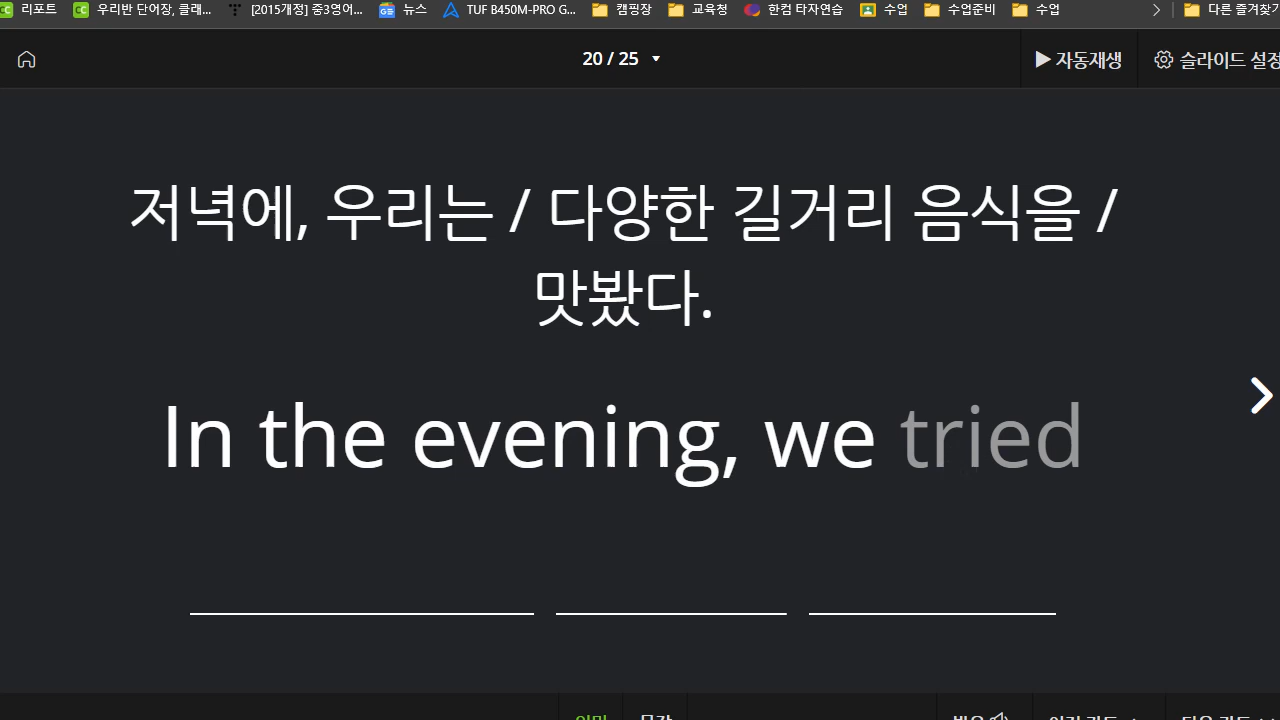 리포트 우리반 단어장, 클래... [2015개정] 중3영어... 뉴스 TUF B450M-PRO G... 캠핑장 교육청 한컴 타자연습 수업 수업준비 수업 다른 즐겨찾기
20 / 25 자동재생 슬라이드 설정
저녁에, 우리는 / 다양한 길거리 음식을 /
맛봤다.
In the evening, we tried